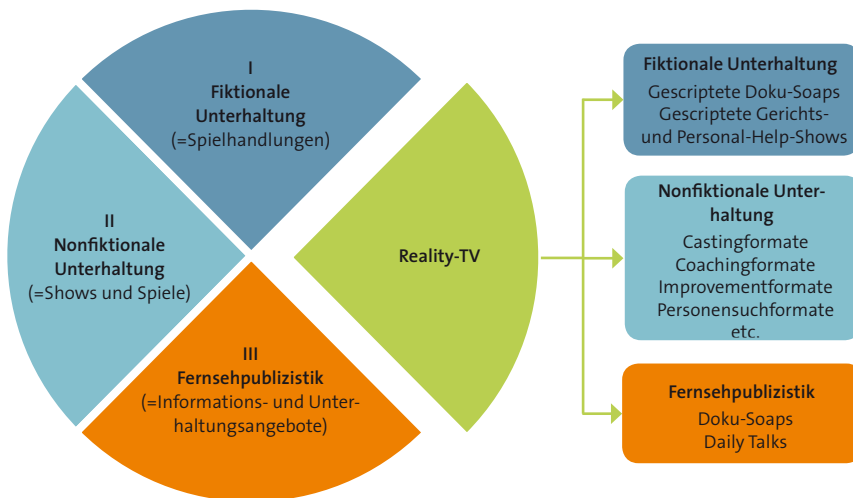 I
Fiktionale
Unterhaltung
(=Spielhandlungen)
II
Nonfiktionale
Unterhaltung
(=Shows und Spiele)
III
Fernsehpublizistik
(=Informations- und Unter-
haltungsangebote)
Reality-TV
Fiktionale Unterhaltung
Gescriptete Doku-Soaps
Gescriptete Gerichts-
und Personal-Help-Shows
Nonfiktionale Unter-
haltung
Castingformate
Coachingformate
Improvementformate
Personensuchformate
etc.
Fernsehpublizistik
Doku-Soaps
Daily Talks